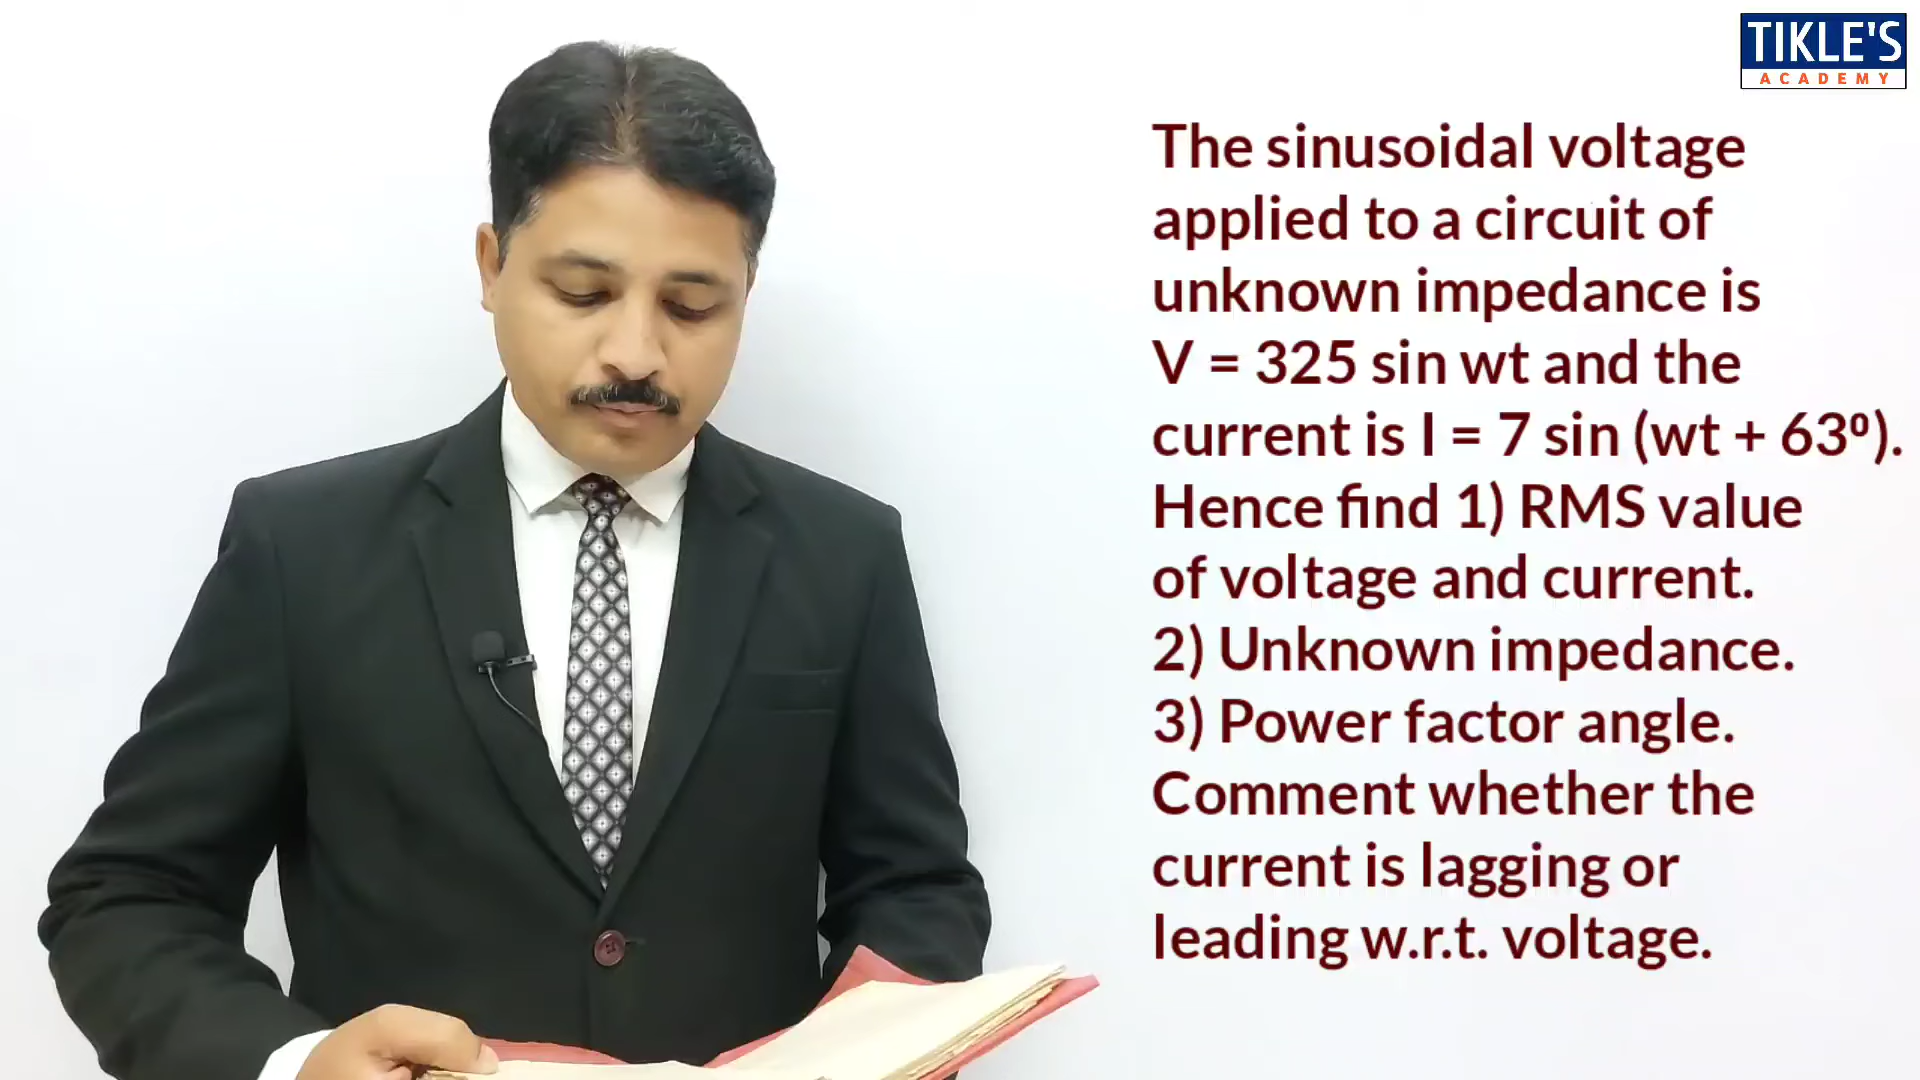 TIKLE'S
ACADEMY
The sinusoidal voltage
applied to a circuit of
unknown impedance is
V = 325 sin wt and the
current is I = 7 sin (wt + 63⁰).
Hence find 1) RMS value
of voltage and current.
2) Unknown impedance.
3) Power factor angle.
Comment whether the
current is lagging or
leading w.r.t. voltage.